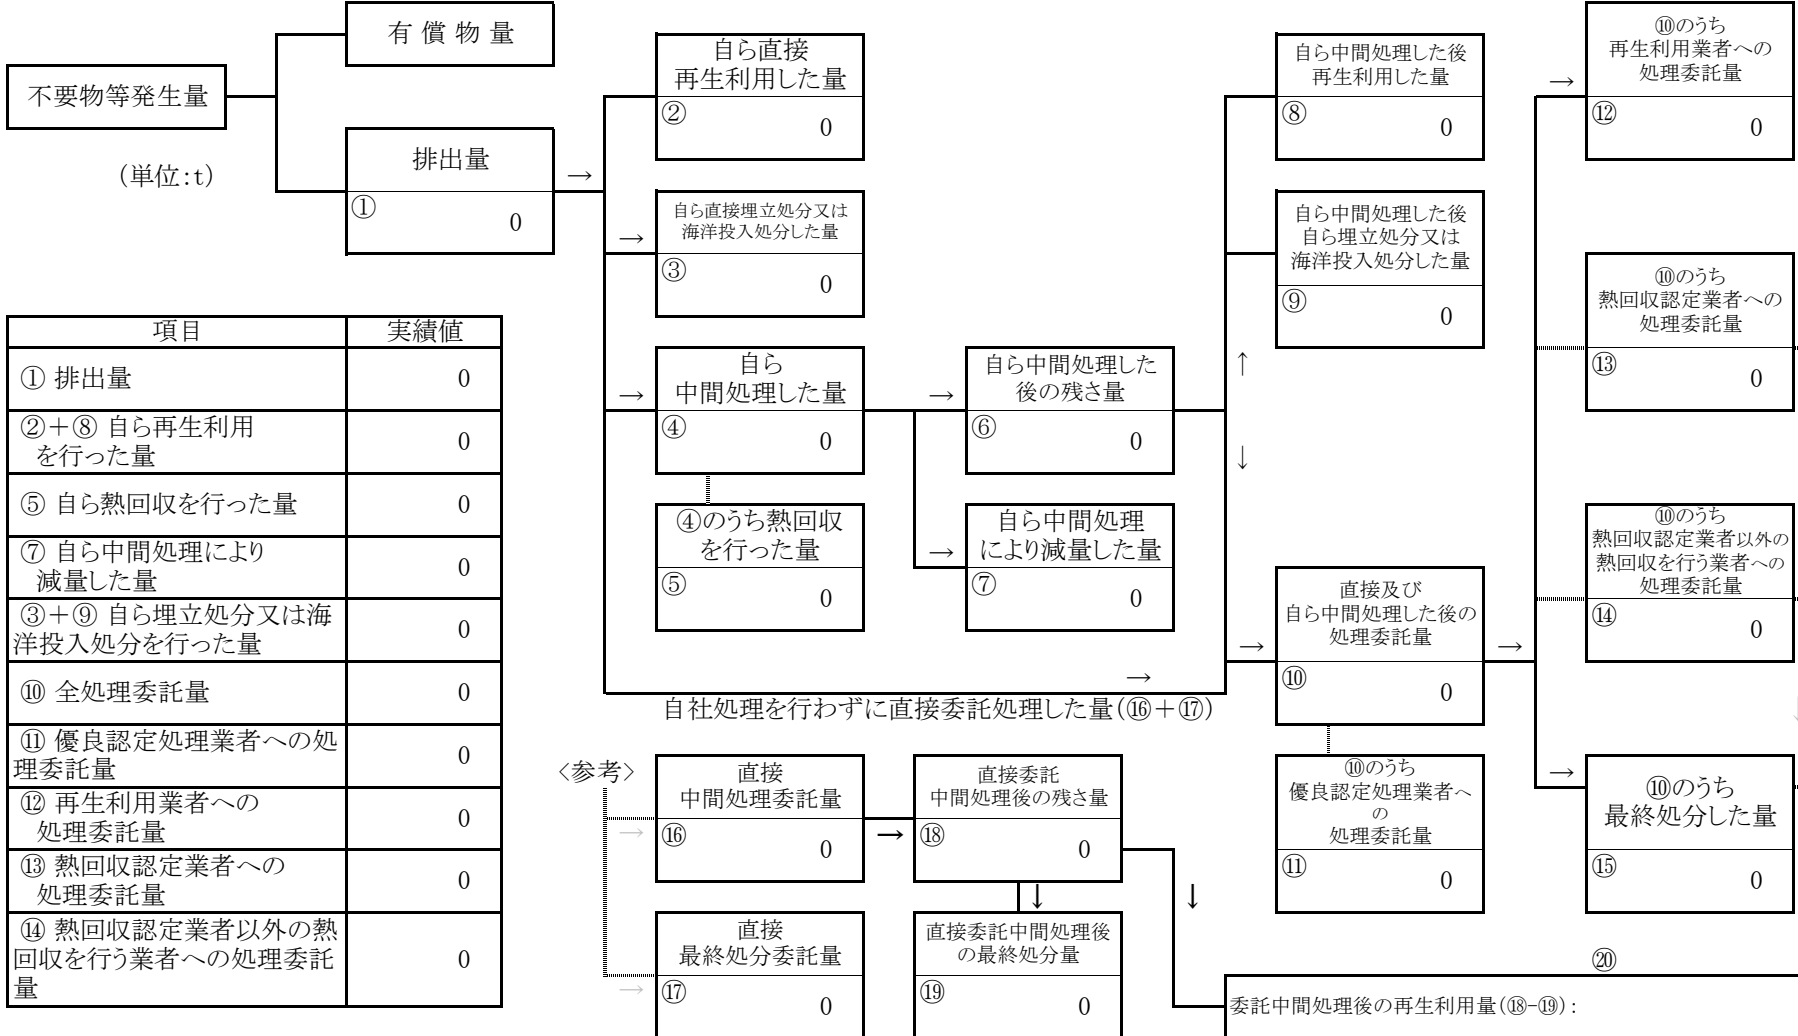 有 償 物 量
不要物等発生量
(単位:t)
排出量
①
0
→
自ら直接
再生利用した量
②
0
→
自ら直接埋立処分又は
海洋投入処分した量
③
0
→
自ら
中間処理した量
④
0
④のうち熱回収
を行った量
⑤
0
→
自ら中間処理した
後の残さ量
⑥
0
→
自ら中間処理
により減量した量
⑦
0
↑
↓
自ら中間処理した後
再生利用した量
⑧
0
自ら中間処理した後
自ら埋立処分又は
海洋投入処分した量
⑨
0
→
直接及び
自ら中間処理した後の
処理委託量
⑩
0
→
⑩のうち
優良認定処理業者へ
の
処理委託量
⑪
0
→
⑩のうち
再生利用業者への
処理委託量
⑫
0
⑩のうち
熱回収認定業者への
処理委託量
⑬
0
⑩のうち
熱回収認定業者以外の
熱回収を行う業者への
処理委託量
⑭
0
→
⑩のうち
最終処分した量
⑮
0
→
自社処理を行わずに直接委託処理した量(⑯+⑰)
項目 実績値
① 排出量 0
②+⑧ 自ら再生利用
を行った量 0
⑤ 自ら熱回収を行った量 0
⑦ 自ら中間処理により
減量した量 0
③+⑨ 自ら埋立処分又は海
洋投入処分を行った量 0
⑩ 全処理委託量 0
⑪ 優良認定処理業者への処
理委託量 0
⑫ 再生利用業者への
処理委託量 0
⑬ 熱回収認定業者への
処理委託量 0
⑭ 熱回収認定業者以外の熱
回収を行う業者への処理委託
量 0
〈参考〉
→
直接
中間処理委託量
⑯
0
→
直接委託
中間処理後の残さ量
⑱
0
↓
↓
→
直接
最終処分委託量
⑰
0
直接委託中間処理後
の最終処分量
⑲
0
⑳
委託中間処理後の再生利用量(⑱-⑲):